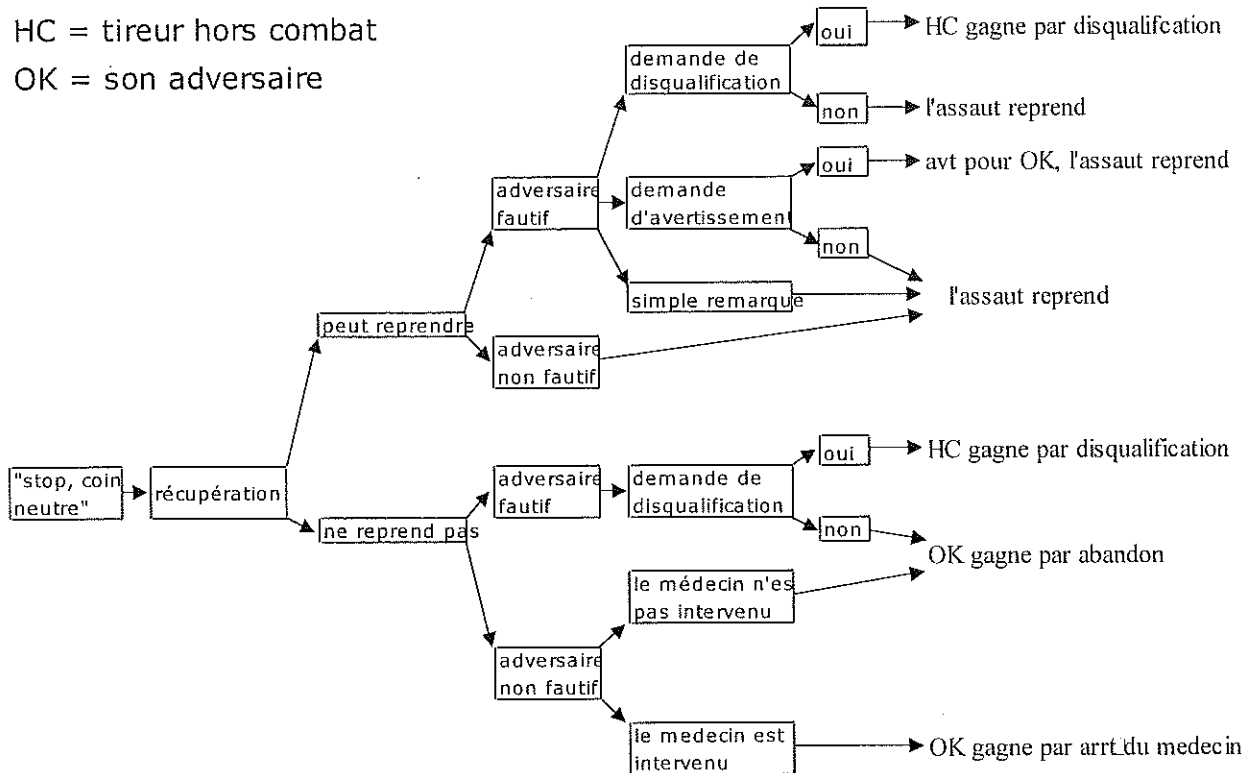 HC = tireur hors combat
OK = son adversaire
oui
HC gagne par disqualifcation
demande de
disqualification
non
l'assaut reprend
oui
avt pour OK, l'assaut reprend
adversaire
fautif
demande
d'avertissement
non
simple remarque
l'assaut reprend
peut reprendre
adversaire
non fautif
oui
HC gagne par disqualification
"stop, coin
neutre"
récupération
adversaire
fautif
demande de
disqualification
ne reprend pas
non
OK gagne par abandon
le médecin n'es
pas intervenu
adversaire
non fautif
le medecin est
intervenu
OK gagne par arrt du medecin